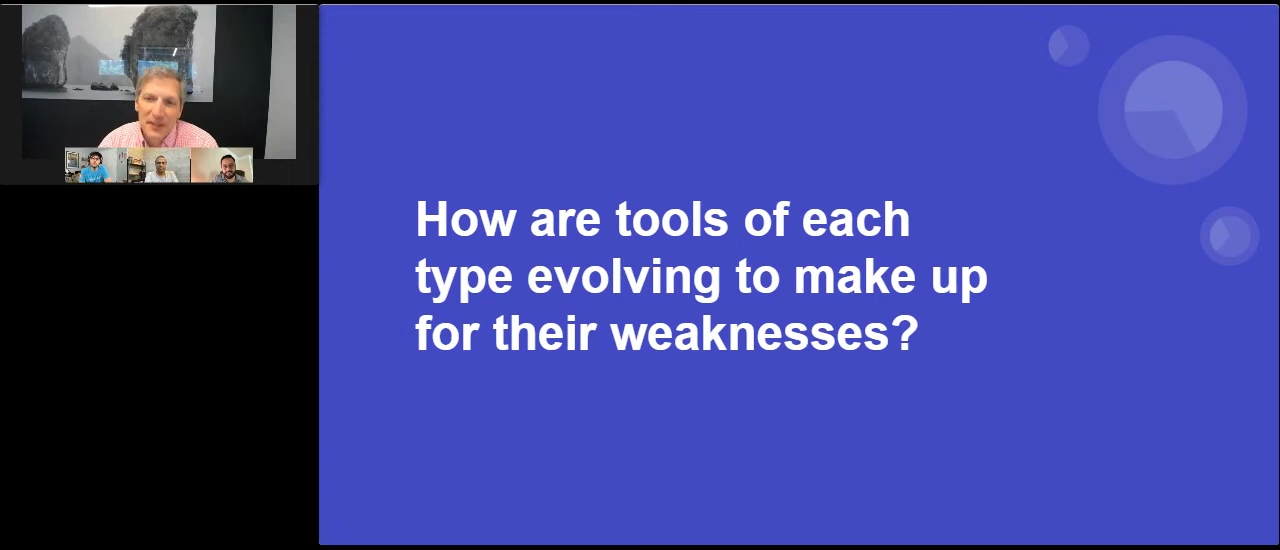 How are tools of each
type evolving to make up
for their weaknesses?